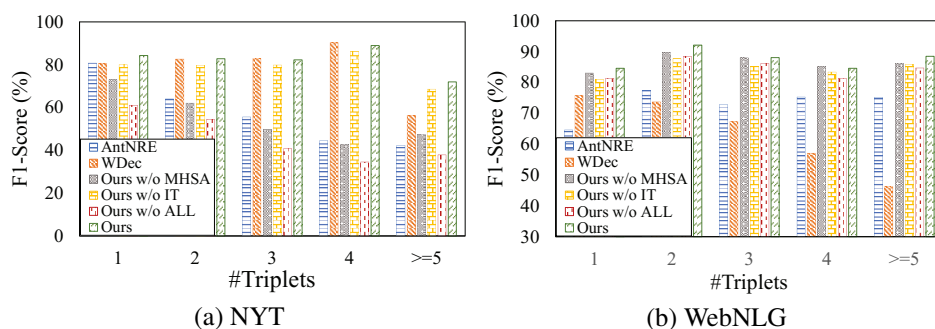 F1-Score (%)
100
80
60
40
20
0
AntNRE
WDec
Ours w/o MHSA
Ours w/o IT
Ours w/o ALL
Ours
1
2
3
4
>=5
#Triplets
(a) NYT
F1-Score (%)
100
90
80
70
60
50
40
30
AntNRE
WDec
Ours w/o MHSA
Ours w/o IT
Ours w/o ALL
Ours
1
2
3
4
>=5
#Triplets
(b) WebNLG